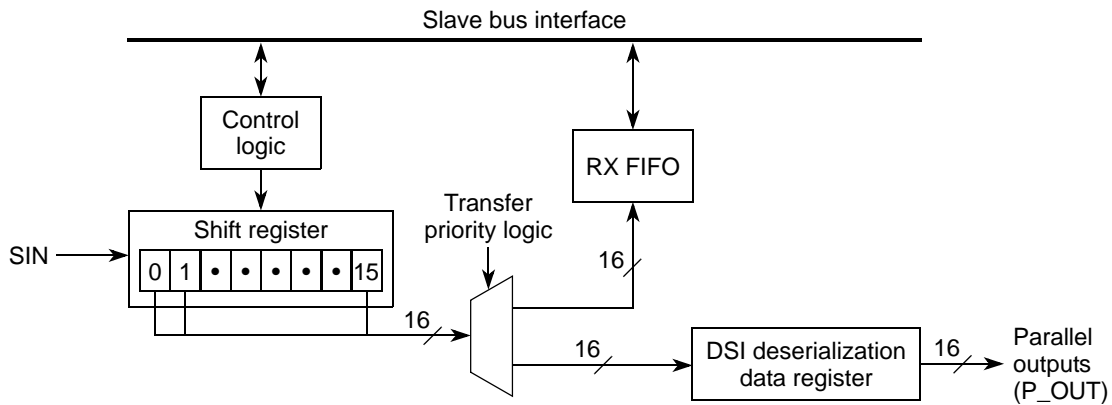 Slave bus interface
Control
logic
RX FIFO
Transfer
priority logic
Shift register
SIN
0 1 • • • • • 15
16
16
16
DSI deserialization
data register
16
Parallel
outputs
(P_OUT)